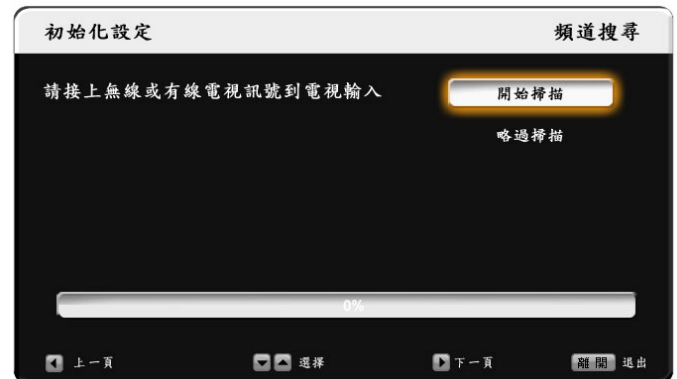 初始化設定 頻道搜尋
請接上無線或有線電視訊號到電視輸入 開始掃描
略過掃描
0%
上一頁 選擇 下一頁 離開 退出